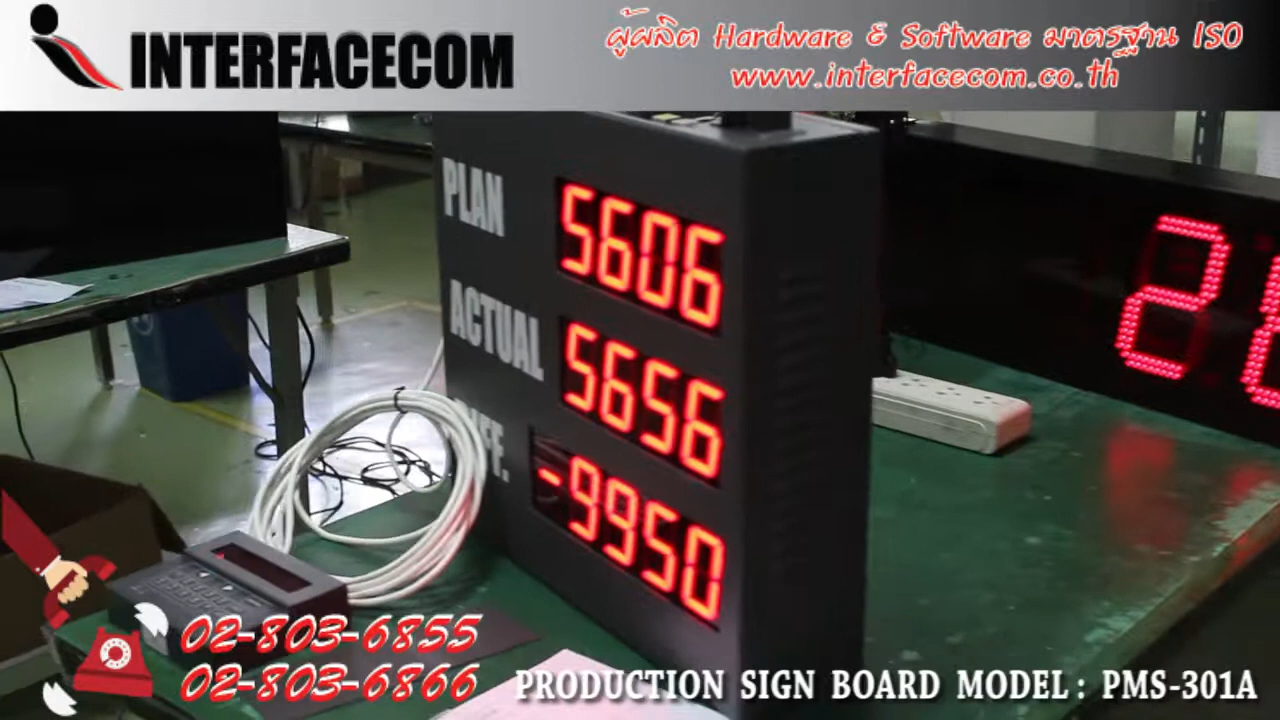 INTERFACECOM
ผู้ผลิต Hardware & Software มาตรฐาน ISO
www.interfacecom.co.th
PLAN
5606
ACTUAL
5656
-9950
2
02-803-6855
02-803-6866
PRODUCTION SIGN BOARD MODEL : PMS-301A